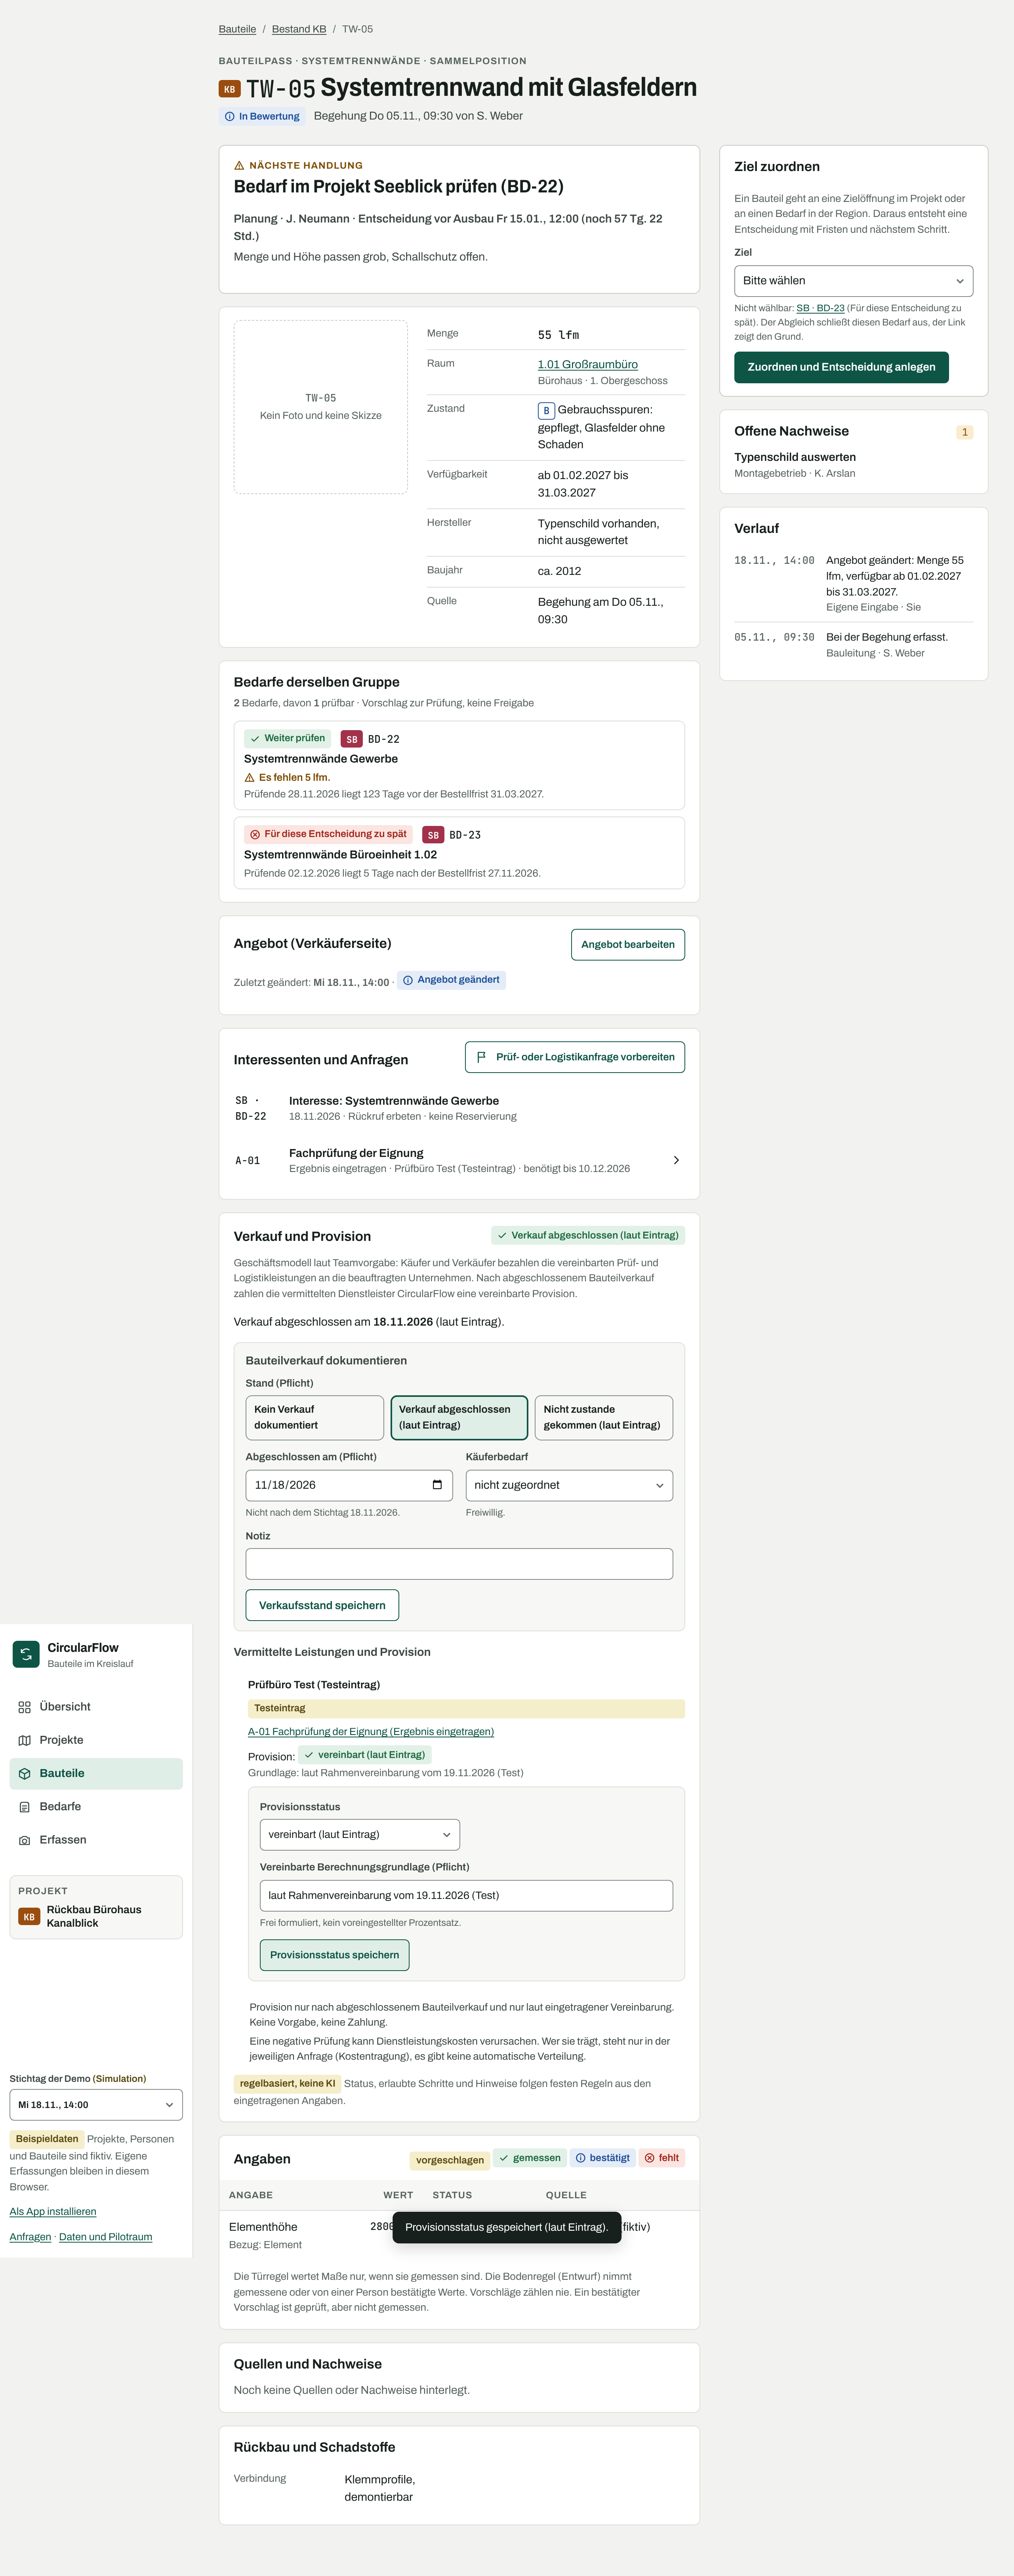 Bauteile / Bestand KB / TW-05
BAUTEILPASS · SYSTEMTRENNWÄNDE · SAMMELPOSITION
KB TW-05 Systemtrennwand mit Glasfeldern
In Bewertung Begehung Do 05.11., 09:30 von S. Weber
NÄCHSTE HANDLUNG
Bedarf im Projekt Seeblick prüfen (BD-22)
Planung · J. Neumann · Entscheidung vor Ausbau Fr 15.01., 12:00 (noch 57 Tg. 22
Std.)
Menge und Höhe passen grob, Schallschutz offen.
TW-05
Kein Foto und keine Skizze
Menge 55 lfm
Raum 1.01 Großraumbüro
Bürohaus · 1. Obergeschoss
Zustand B Gebrauchsspuren:
gepflegt, Glasfelder ohne
Schaden
Verfügbarkeit ab 01.02.2027 bis
31.03.2027
Hersteller Typenschild vorhanden,
nicht ausgewertet
Baujahr ca. 2012
Quelle Begehung am Do 05.11.,
09:30
Bedarfe derselben Gruppe
2 Bedarfe, davon 1 prüfbar · Vorschlag zur Prüfung, keine Freigabe
Weiter prüfen SB BD-22
Systemtrennwände Gewerbe
Es fehlen 5 lfm.
Prüfende 28.11.2026 liegt 123 Tage vor der Bestellfrist 31.03.2027.
Für diese Entscheidung zu spät SB BD-23
Systemtrennwände Büroeinheit 1.02
Prüfende 02.12.2026 liegt 5 Tage nach der Bestellfrist 27.11.2026.
Angebot (Verkäuferseite) Angebot bearbeiten
Zuletzt geändert: Mi 18.11., 14:00 · Angebot geändert
Interessenten und Anfragen Prüf- oder Logistikanfrage vorbereiten
SB · BD-22 Interesse: Systemtrennwände Gewerbe
18.11.2026 · Rückruf erbeten · keine Reservierung
A-01 Fachprüfung der Eignung
Ergebnis eingetragen · Prüfbüro Test (Testeintrag) · benötigt bis 10.12.2026
Verkauf und Provision Verkauf abgeschlossen (laut Eintrag)
Geschäftsmodell laut Teamvorgabe: Käufer und Verkäufer bezahlen die vereinbarten Prüf- und
Logistikleistungen an die beauftragten Unternehmen. Nach abgeschlossenem Bauteilverkauf
zahlen die vermittelten Dienstleister CircularFlow eine vereinbarte Provision.
Verkauf abgeschlossen am 18.11.2026 (laut Eintrag).
Bauteilverkauf dokumentieren
Stand (Pflicht)
Kein Verkauf
dokumentiert
Verkauf abgeschlossen
(laut Eintrag)
Nicht zustande
gekommen (laut Eintrag)
Abgeschlossen am (Pflicht) Käuferbedarf
11/18/2026 nicht zugeordnet
Nicht nach dem Stichtag 18.11.2026. Freiwillig.
Notiz
Verkaufsstand speichern
Vermittelte Leistungen und Provision
Prüfbüro Test (Testeintrag)
Testeintrag
A-01 Fachprüfung der Eignung (Ergebnis eingetragen)
Provision: vereinbart (laut Eintrag)
Grundlage: laut Rahmenvereinbarung vom 19.11.2026 (Test)
Provisionsstatus
vereinbart (laut Eintrag)
Vereinbarte Berechnungsgrundlage (Pflicht)
laut Rahmenvereinbarung vom 19.11.2026 (Test)
Frei formuliert, kein voreingestellter Prozentsatz.
Provisionsstatus speichern
Provision nur nach abgeschlossenem Bauteilverkauf und nur laut eingetragener Vereinbarung.
Keine Vorgabe, keine Zahlung.
Eine negative Prüfung kann Dienstleistungskosten verursachen. Wer sie trägt, steht nur in der
jeweiligen Anfrage (Kostentragung), es gibt keine automatische Verteilung.
regelbasiert, keine KI Status, erlaubte Schritte und Hinweise folgen festen Regeln aus den
eingetragenen Angaben.
Angaben vorgeschlagen gemessen bestätigt fehlt
ANGABE WERT STATUS QUELLE
Elementhöhe 2800 fiktiv)
Bezug: Element
Provisionsstatus gespeichert (laut Eintrag).
Die Türregel wertet Maße nur, wenn sie gemessen sind. Die Bodenregel (Entwurf) nimmt
gemessene oder von einer Person bestätigte Werte. Vorschläge zählen nie. Ein bestätigter
Vorschlag ist geprüft, aber nicht gemessen.
Quellen und Nachweise
Noch keine Quellen oder Nachweise hinterlegt.
Rückbau und Schadstoffe
Verbindung Klemmprofile,
demontierbar
Ziel zuordnen
Ein Bauteil geht an eine Zielöffnung im Projekt oder
an einen Bedarf in der Region. Daraus entsteht eine
Entscheidung mit Fristen und nächstem Schritt.
Ziel
Bitte wählen
Nicht wählbar: SB · BD-23 (Für diese Entscheidung zu
spät). Der Abgleich schließt diesen Bedarf aus, der Link
zeigt den Grund.
Zuordnen und Entscheidung anlegen
Offene Nachweise 1
Typenschild auswerten
Montagebetrieb · K. Arslan
Verlauf
18.11., 14:00 Angebot geändert: Menge 55
lfm, verfügbar ab 01.02.2027
bis 31.03.2027.
Eigene Eingabe · Sie
05.11., 09:30 Bei der Begehung erfasst.
Bauleitung · S. Weber
CircularFlow
Bauteile im Kreislauf
Übersicht
Projekte
Bauteile
Bedarfe
Erfassen
PROJEKT
KB Rückbau Bürohaus
Kanalblick
Stichtag der Demo (Simulation)
Mi 18.11., 14:00
Beispieldaten Projekte, Personen
und Bauteile sind fiktiv. Eigene
Erfassungen bleiben in diesem
Browser.
Als App installieren
Anfragen · Daten und Pilotraum